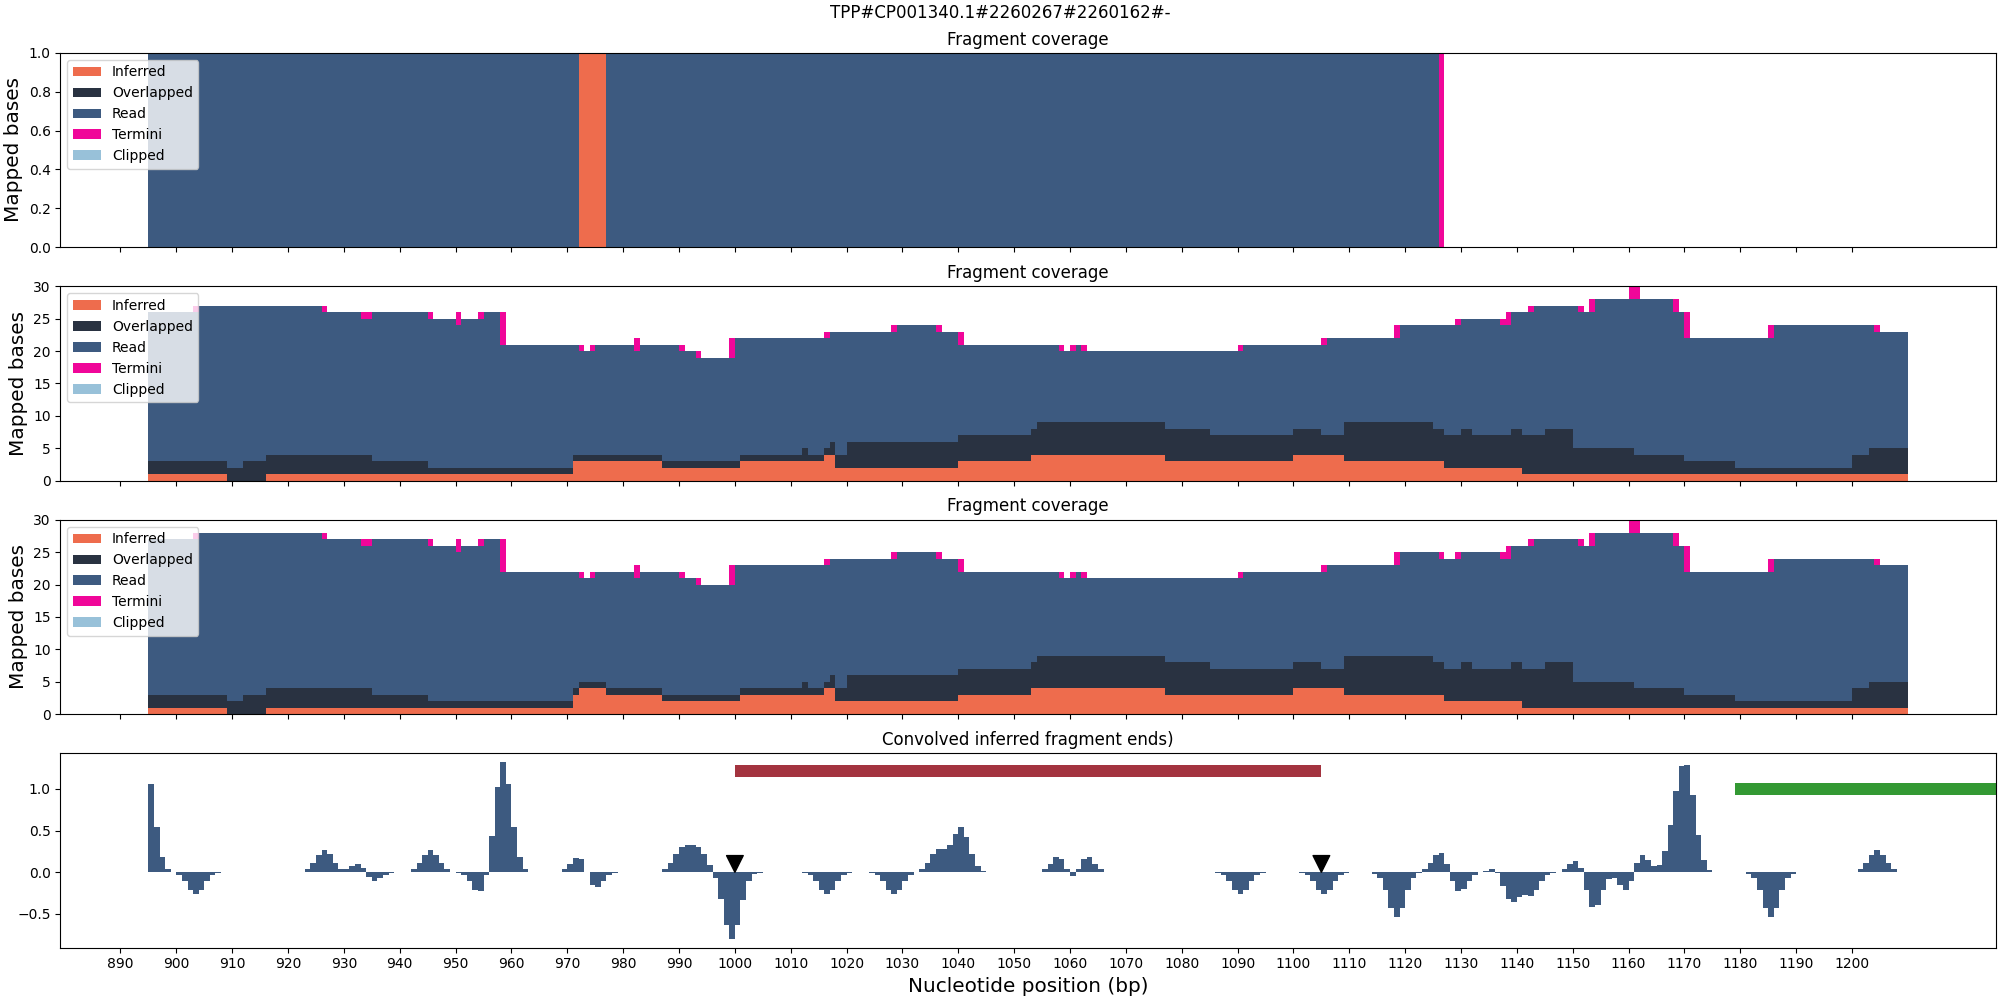 TPP#CP001340.1#2260267#2260162#-
Fragment coverage
Mapped bases
1.0
0.8
0.6
0.4
0.2
0.0
Inferred
Overlapped
Read
Termini
Clipped
Fragment coverage
Mapped bases
30
25
20
15
10
5
0
Inferred
Overlapped
Read
Termini
Clipped
Fragment coverage
Mapped bases
30
25
20
15
10
5
0
Inferred
Overlapped
Read
Termini
Clipped
Convolved inferred fragment ends)
1.0
0.5
0.0
−0.5
890 900 910 920 930 940 950 960 970 980 990 1000 1010 1020 1030 1040 1050 1060 1070 1080 1090 1100 1110 1120 1130 1140 1150 1160 1170 1180 1190 1200
Nucleotide position (bp)